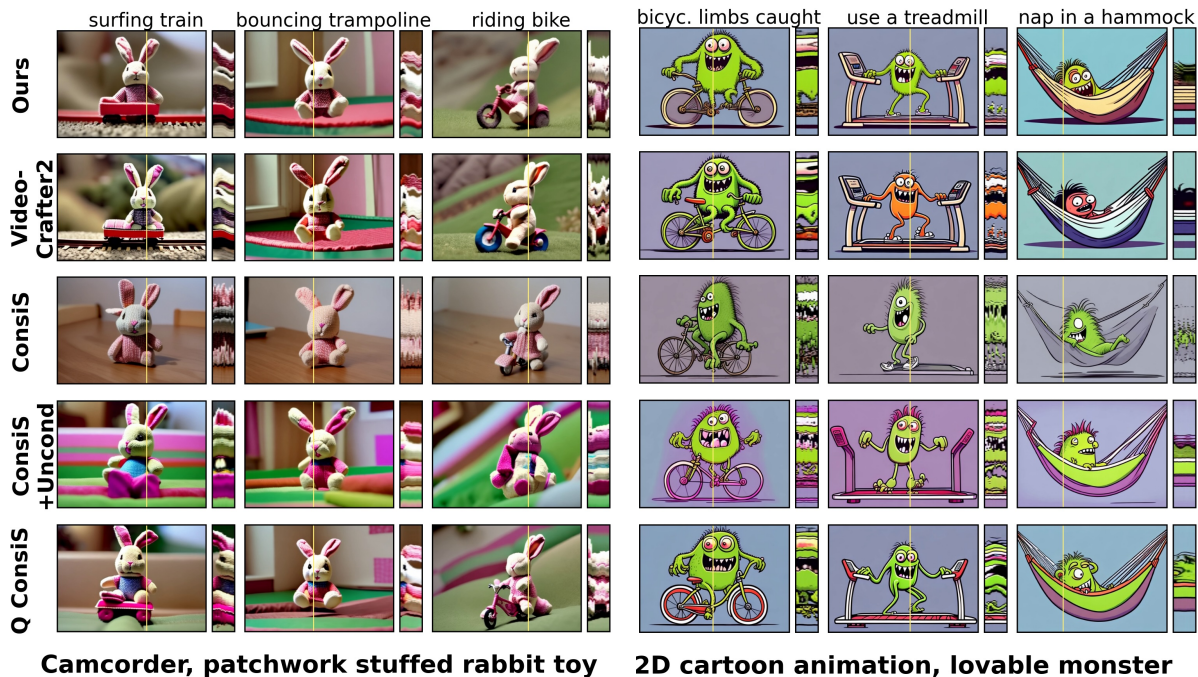 surfing train bouncing trampoline riding bike bicyc. limbs caught use a treadmill nap in a hammock
Ours
Video-
Crafter2
ConsiS
ConsiS
+Uncond
Q ConsiS
Camcorder, patchwork stuffed rabbit toy 2D cartoon animation, lovable monster